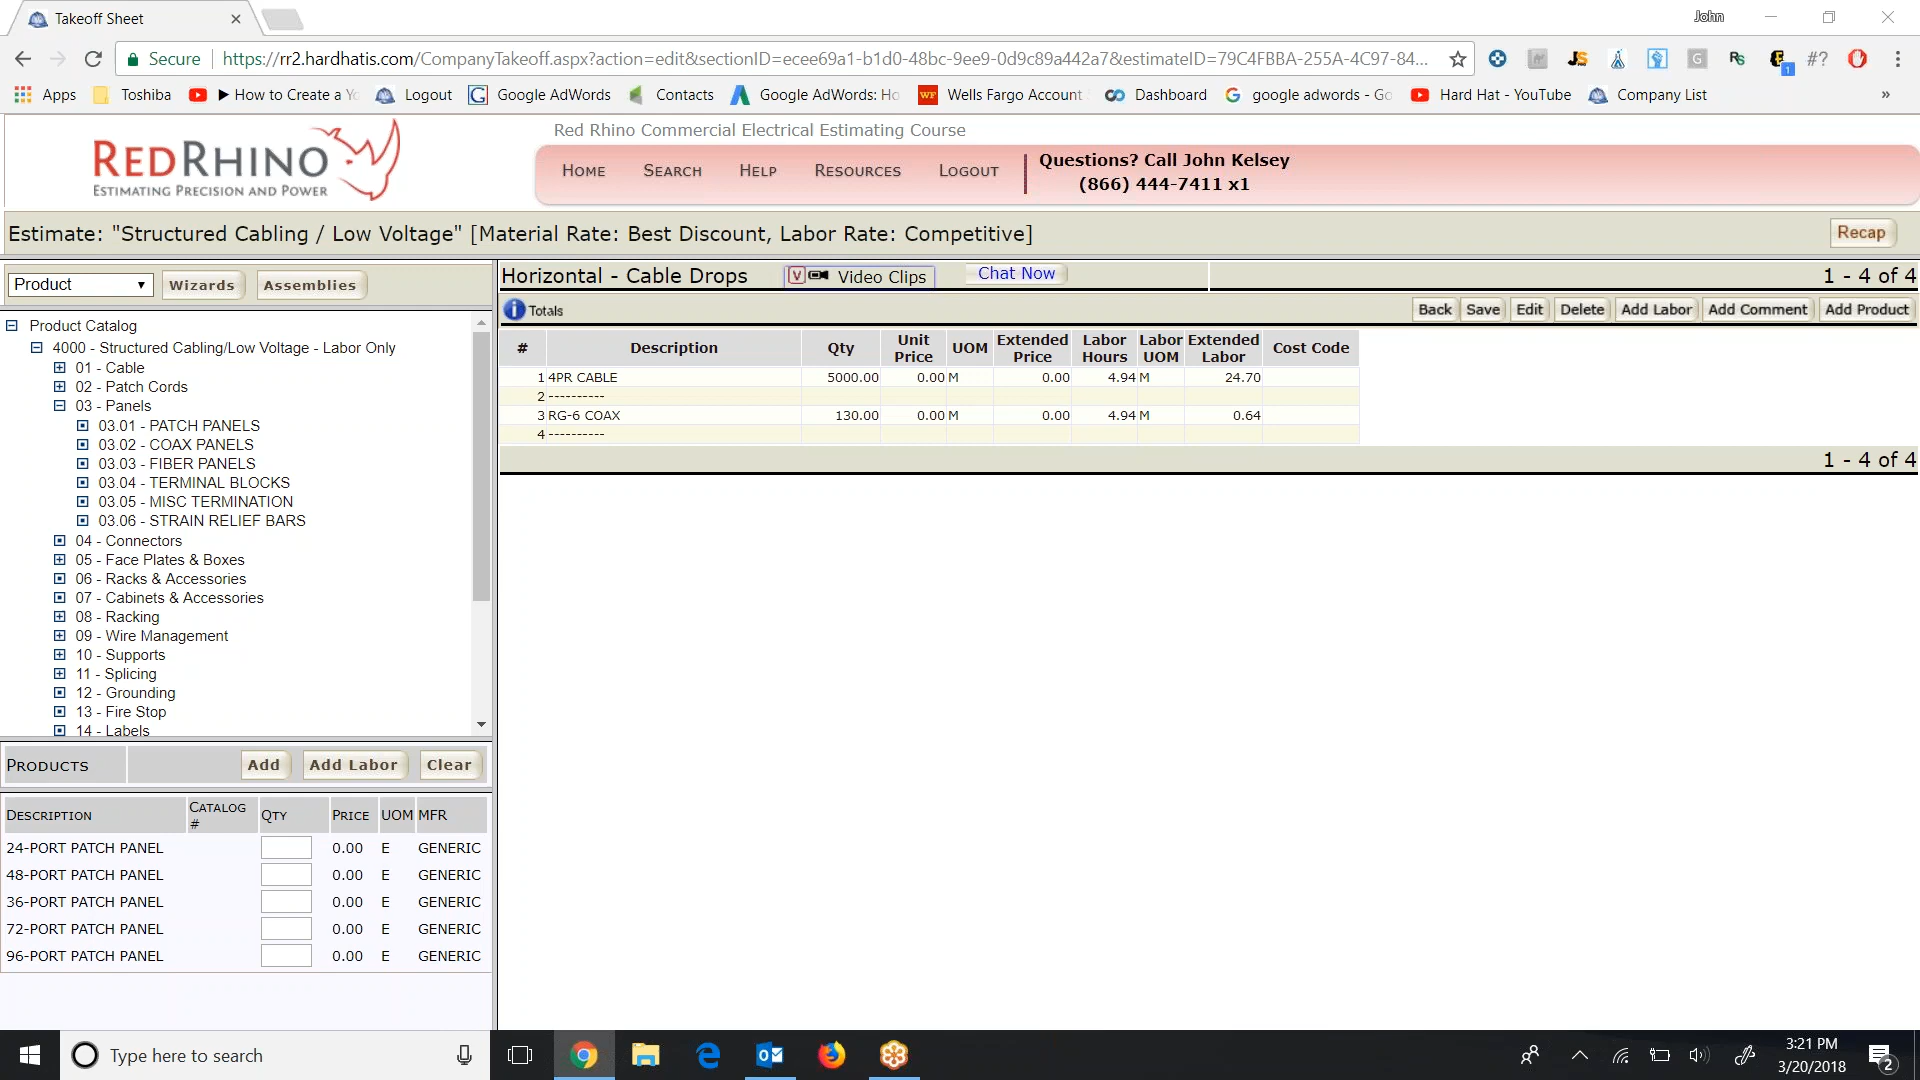 Takeoff Sheet
John
Secure
https://rr2.hardhatis.com/CompanyTakeoff.aspx?action=edit&sectionID=ecee69a1-b1d0-48bc-9ee9-0d9c89a442a7&estimateID=79C4FBBA-255A-4C97-84...
Apps Toshiba ▶ How to Create a Yo Logout Google AdWords Contacts Google AdWords: Ho Wells Fargo Account Dashboard google adwords - Go Hard Hat - YouTube Company List »
REDRHINO
ESTIMATING PRECISION AND POWER
Red Rhino Commercial Electrical Estimating Course
HOME SEARCH HELP RESOURCES LOGOUT
Questions? Call John Kelsey
(866) 444-7411 x1
Estimate: "Structured Cabling / Low Voltage" [Material Rate: Best Discount, Labor Rate: Competitive]
Recap
Product Wizards Assemblies
Horizontal - Cable Drops Video Clips Chat Now 1 - 4 of 4
Totals Back Save Edit Delete Add Labor Add Comment Add Product
# Description Qty Unit Price UOM Extended Price Labor Hours Labor UOM Extended Labor Cost Code
1 4PR CABLE 5000.00 0.00 M 0.00 4.94 M 24.70
2 ----------
3 RG-6 COAX 130.00 0.00 M 0.00 4.94 M 0.64
4 ----------
1 - 4 of 4
Product Catalog
4000 - Structured Cabling/Low Voltage - Labor Only
01 - Cable
02 - Patch Cords
03 - Panels
03.01 - PATCH PANELS
03.02 - COAX PANELS
03.03 - FIBER PANELS
03.04 - TERMINAL BLOCKS
03.05 - MISC TERMINATION
03.06 - STRAIN RELIEF BARS
04 - Connectors
05 - Face Plates & Boxes
06 - Racks & Accessories
07 - Cabinets & Accessories
08 - Racking
09 - Wire Management
10 - Supports
11 - Splicing
12 - Grounding
13 - Fire Stop
14 - Labels
PRODUCTS Add Add Labor Clear
DESCRIPTION CATALOG # QTY PRICE UOM MFR
24-PORT PATCH PANEL 0.00 E GENERIC
48-PORT PATCH PANEL 0.00 E GENERIC
36-PORT PATCH PANEL 0.00 E GENERIC
72-PORT PATCH PANEL 0.00 E GENERIC
96-PORT PATCH PANEL 0.00 E GENERIC
Type here to search
3:21 PM
3/20/2018
2